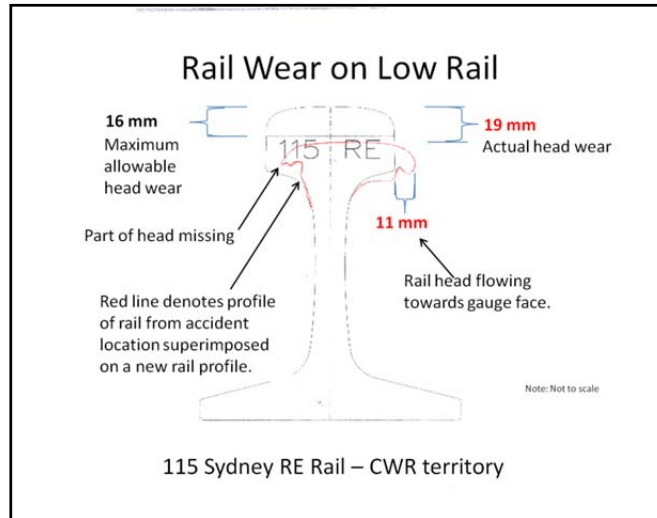 Rail Wear on Low Rail
16 mm
Maximum
allowable
head wear
19 mm
Actual head wear
115 RE
Part of head missing
11 mm
Rail head flowing
towards gauge face.
Red line denotes profile
of rail from accident
location superimposed
on a new rail profile.
Note: Not to scale
115 Sydney RE Rail – CWR territory